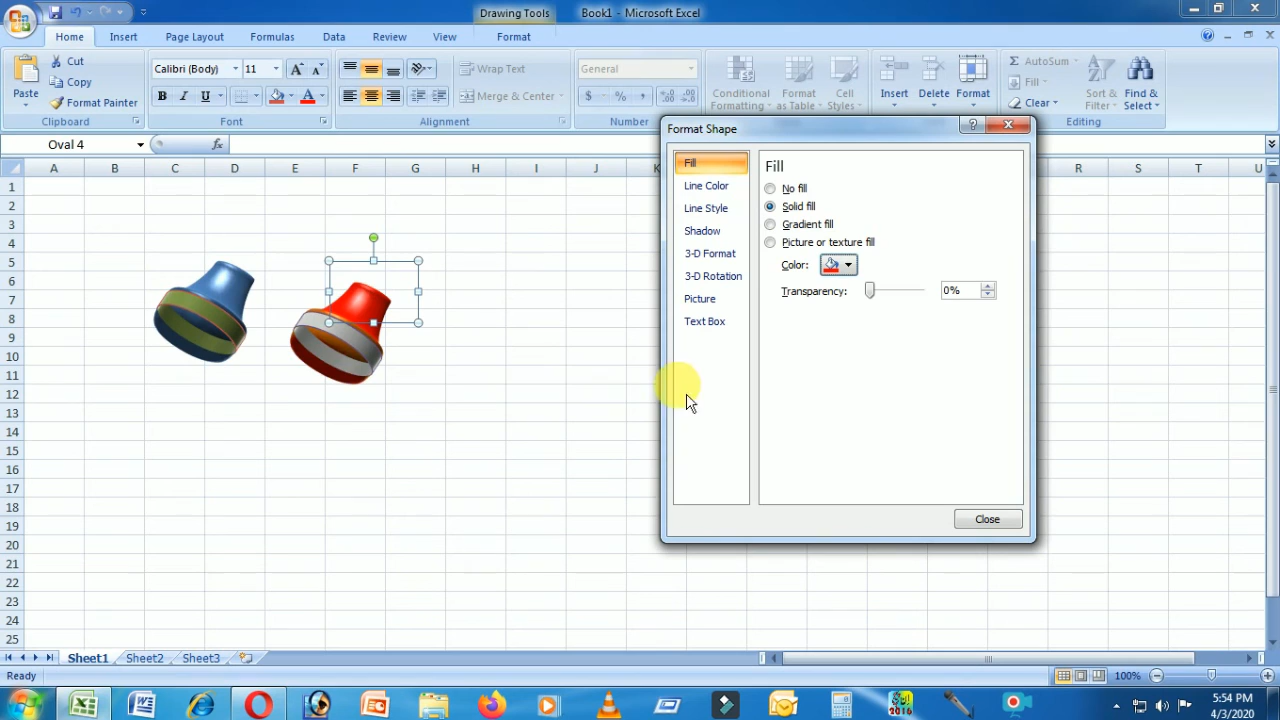 Drawing Tools
Book1 - Microsoft Excel
Home Insert Page Layout Formulas Data Review View Format
Paste
Cut
Copy
Format Painter
Clipboard
Calibri (Body) 11 A A
B I U A
Font
Wrap Text
Merge & Center
Alignment
General
$ % ,
Number
Conditional Formatting
Format as Table
Cell Styles
Insert Delete Format
AutoSum
Fill
Clear
Sort & Filter
Find & Select
Editing
Oval 4
fx
A B C D E F G H I J K R S T U
1
2
3
4
5
6
7
8
9
10
11
12
13
14
15
16
17
18
19
20
21
22
23
24
25
Format Shape
Fill
Line Color
Line Style
Shadow
3-D Format
3-D Rotation
Picture
Text Box
Fill
No fill
Solid fill
Gradient fill
Picture or texture fill
Color:
Transparency: 0%
Close
Sheet1 Sheet2 Sheet3
Ready
100%
5:54 PM
4/3/2020